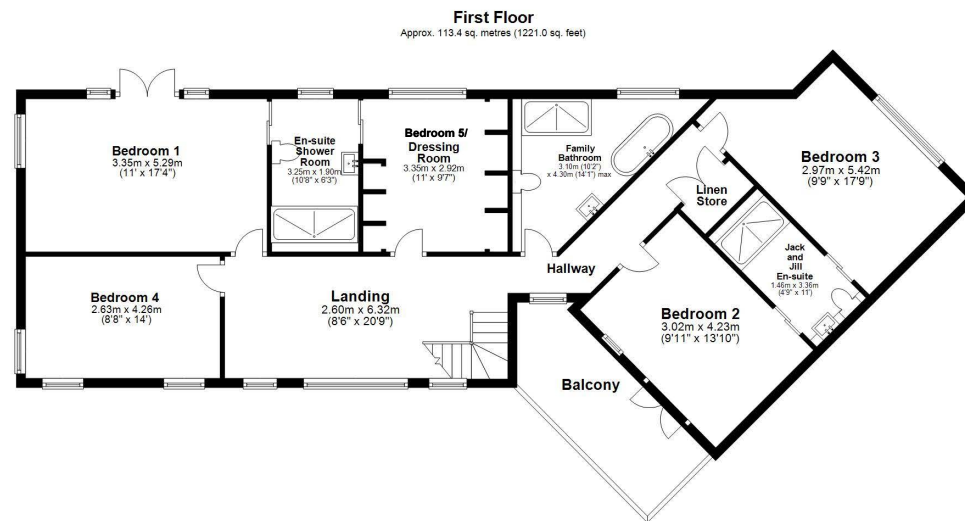 First Floor
Approx. 113.4 sq. metres (1221.0 sq. feet)
Bedroom 1
3.35m x 5.29m
(11' x 17'4")
En-suite
Shower
Room
3.25m x 1.90m
(10'8" x 6'3")
Bedroom 5/
Dressing
Room
3.35m x 2.92m
(11' x 9'7")
Family
Bathroom
3.10m (10'2")
x 4.30m (14'1") max
Bedroom 3
2.97m x 5.42m
(9'9" x 17'9")
Linen
Store
Jack
and
Jill
En-suite
1.46m x 3.36m
(4'9" x 11')
Hallway
Bedroom 4
2.63m x 4.26m
(8'8" x 14')
Landing
2.60m x 6.32m
(8'6" x 20'9")
Bedroom 2
3.02m x 4.23m
(9'11" x 13'10")
Balcony